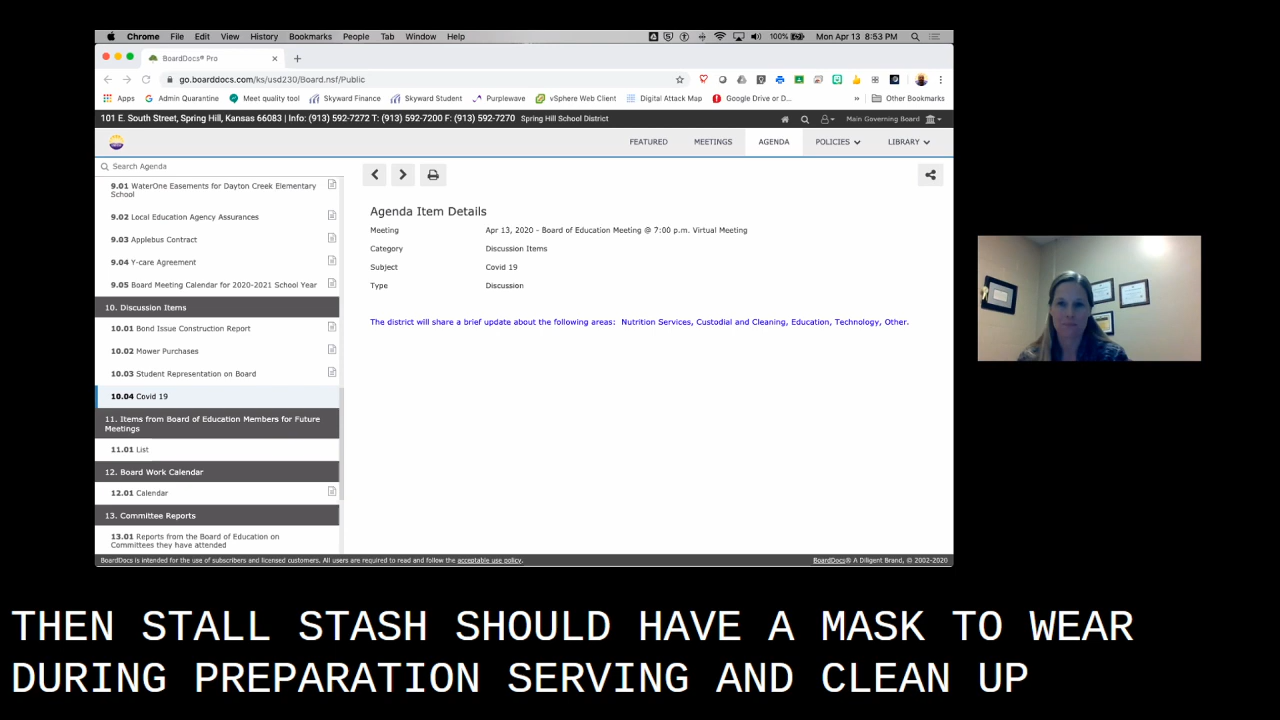 Chrome File Edit View History Bookmarks People Tab Window Help 100% Mon Apr 13 8:53 PM
BoardDocs® Pro
go.boarddocs.com/ks/usd230/Board.nsf/Public
Apps Admin Quarantine Meet quality tool Skyward Finance Skyward Student Purplewave vSphere Web Client Digital Attack Map Google Drive or D... » Other Bookmarks
101 E. South Street, Spring Hill, Kansas 66083 | Info: (913) 592-7272 T: (913) 592-7200 F: (913) 592-7270 Spring Hill School District Main Governing Board
FEATURED MEETINGS AGENDA POLICIES LIBRARY
Search Agenda
9.01 WaterOne Easements for Dayton Creek Elementary
School
9.02 Local Education Agency Assurances
9.03 Applebus Contract
9.04 Y-care Agreement
9.05 Board Meeting Calendar for 2020-2021 School Year
10. Discussion Items
10.01 Bond Issue Construction Report
10.02 Mower Purchases
10.03 Student Representation on Board
10.04 Covid 19
11. Items from Board of Education Members for Future
Meetings
11.01 List
12. Board Work Calendar
12.01 Calendar
13. Committee Reports
13.01 Reports from the Board of Education on
Committees they have attended
Agenda Item Details
Meeting Apr 13, 2020 - Board of Education Meeting @ 7:00 p.m. Virtual Meeting
Category Discussion Items
Subject Covid 19
Type Discussion
The district will share a brief update about the following areas: Nutrition Services, Custodial and Cleaning, Education, Technology, Other.
BoardDocs is intended for the use of subscribers and licensed customers. All users are required to read and follow the acceptable use policy. BoardDocs® A Diligent Brand, © 2002-2020
THEN STALL STASH SHOULD HAVE A MASK TO WEAR
DURING PREPARATION SERVING AND CLEAN UP